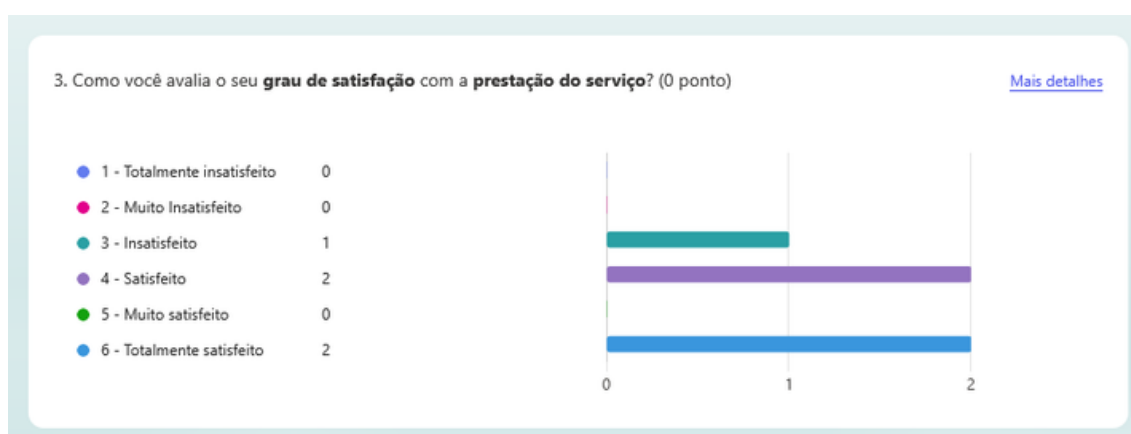 3. Como você avalia o seu grau de satisfação com a prestação do serviço? (0 ponto)
Mais detalhes
1 - Totalmente insatisfeito 0
2 - Muito Insatisfeito 0
3 - Insatisfeito 1
4 - Satisfeito 2
5 - Muito satisfeito 0
6 - Totalmente satisfeito 2
0 1 2